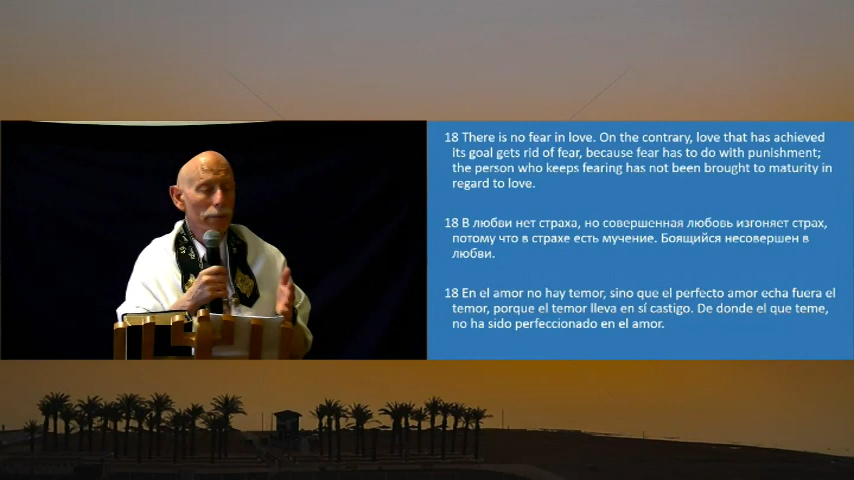 18 There is no fear in love. On the contrary, love that has achieved
its goal gets rid of fear, because fear has to do with punishment;
the person who keeps fearing has not been brought to maturity in
regard to love.
18 В любви нет страха, но совершенная любовь изгоняет страх,
потому что в страхе есть мучение. Боящийся несовершен в
любви.
18 En el amor no hay temor, sino que el perfecto amor echa fuera el
temor, porque el temor lleva en sí castigo. De donde el que teme,
no ha sido perfeccionado en el amor.